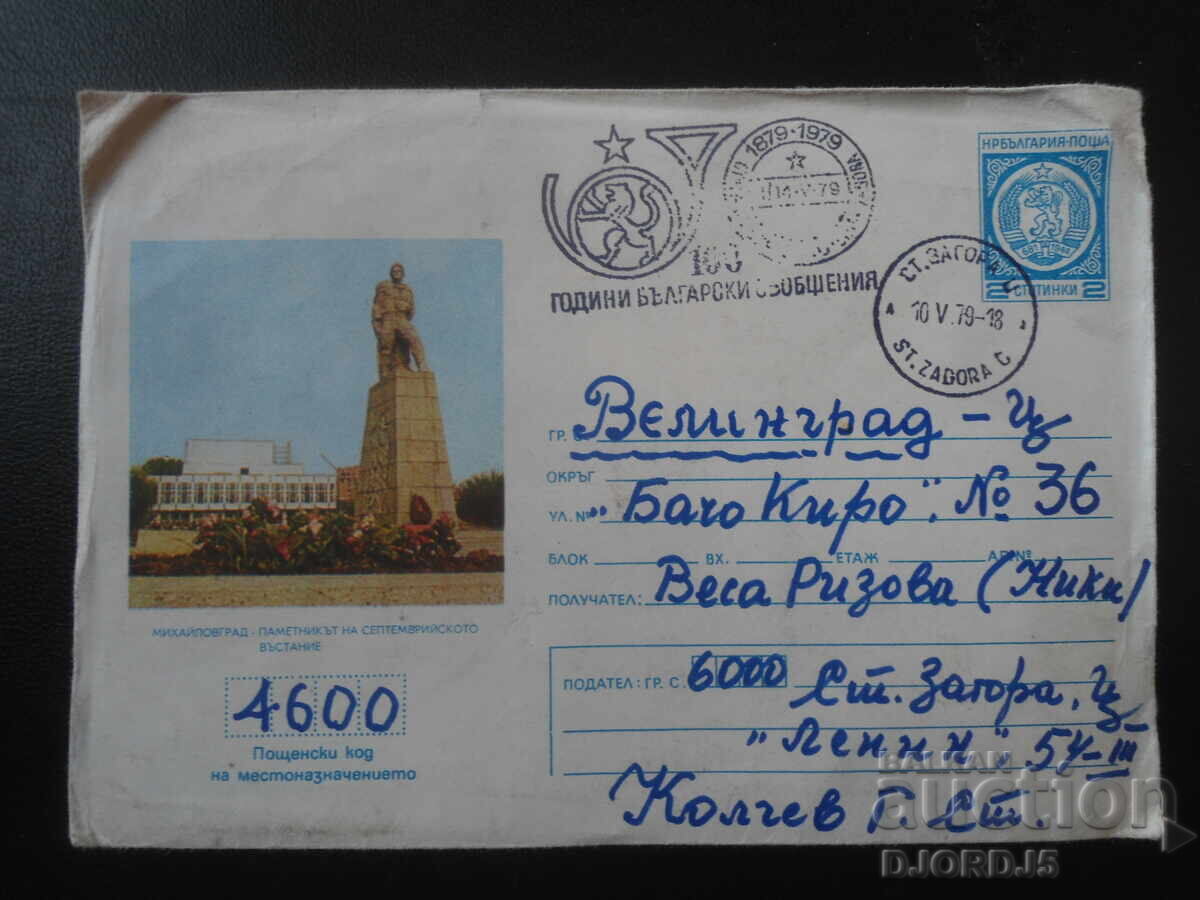 1879•1979
14•V•79
100
ГОДИНИ БЪЛГАРСКИ СЪОБЩЕНИЯ
НРБЪЛГАРИЯ•ПОЩА
2 СТОТИНКИ 2
СТ. ЗАГОРА Ц
10 V.79-18
ST. ZAGORA C
ГР. Велинград - Ц
ОКРЪГ
УЛ. № "Бачо Киро". № 36
БЛОК ВХ. ЕТАЖ АП. №
ПОЛУЧАТЕЛ: Веса Ризова (Ники)
МИХАЙЛОВГРАД - ПАМЕТНИКЪТ НА СЕПТЕМВРИЙСКОТО
ВЪСТАНИЕ
4600
Пощенски код
на местоназначението
ПОДАТЕЛ: ГР. С. 6000 Ст. Загора, Ц
"Ленин" 54-III
Колчев Р. Ст.
BALKAN
auction
DJORDJ5